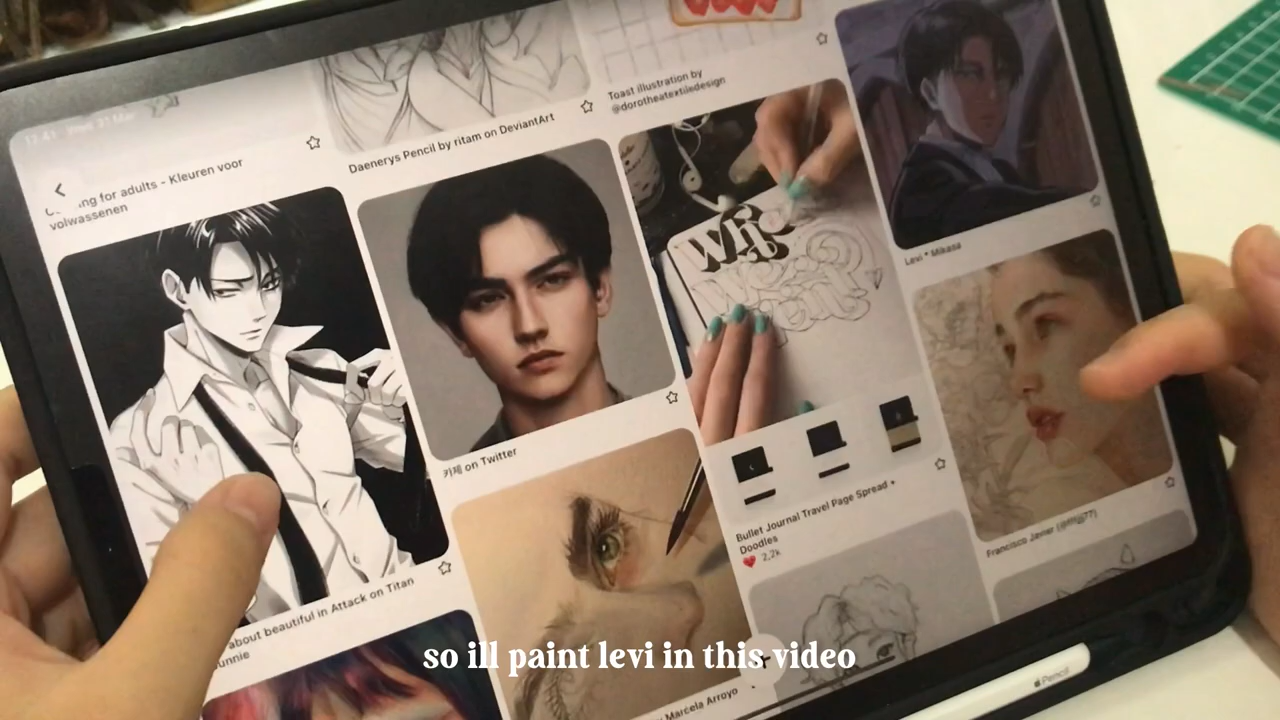 17:41 Wed 31 Mar
ing for adults - Kleuren voor
volwassenen
Daenerys Pencil by ritam on DeviantArt
Toast illustration by
@dorotheatextiledesign
Levi * Mikasa
카제 on Twitter
about beautiful in Attack on Titan
unnie
Bullet Journal Travel Page Spread •
Doodles
2,2k
Francisco Javier
Marcela Arroyo
so ill paint levi in this video
Pencil